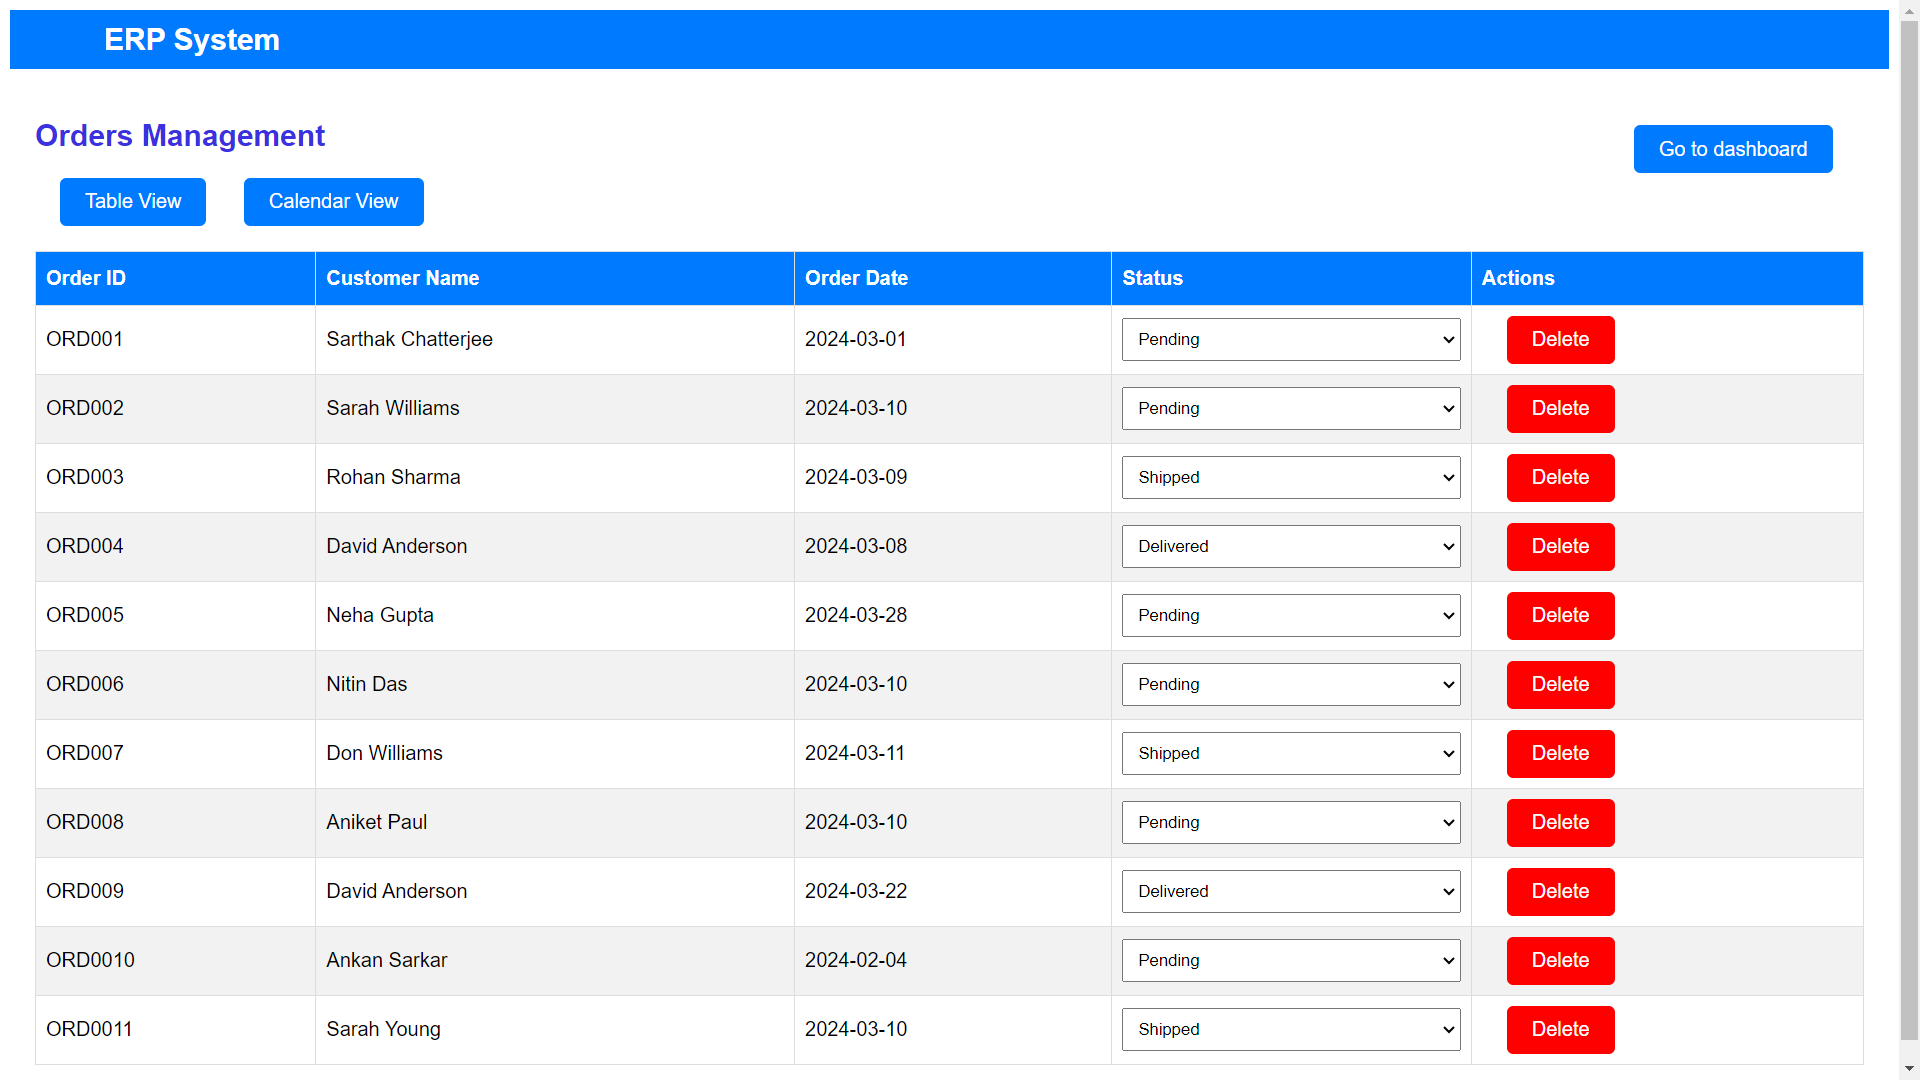 ERP System
Orders Management
Go to dashboard
Table View Calendar View
Order ID Customer Name Order Date Status Actions
ORD001 Sarthak Chatterjee 2024-03-01 Pending Delete
ORD002 Sarah Williams 2024-03-10 Pending Delete
ORD003 Rohan Sharma 2024-03-09 Shipped Delete
ORD004 David Anderson 2024-03-08 Delivered Delete
ORD005 Neha Gupta 2024-03-28 Pending Delete
ORD006 Nitin Das 2024-03-10 Pending Delete
ORD007 Don Williams 2024-03-11 Shipped Delete
ORD008 Aniket Paul 2024-03-10 Pending Delete
ORD009 David Anderson 2024-03-22 Delivered Delete
ORD0010 Ankan Sarkar 2024-02-04 Pending Delete
ORD0011 Sarah Young 2024-03-10 Shipped Delete